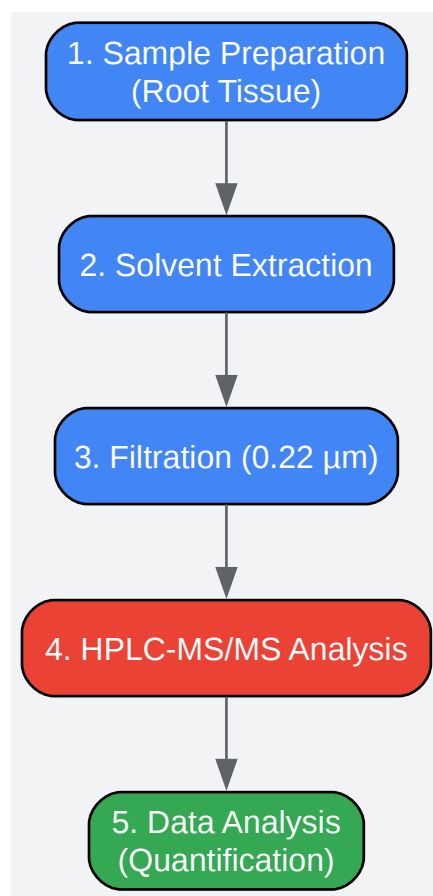 1. Sample Preparation
(Root Tissue)
2. Solvent Extraction
3. Filtration (0.22 µm)
4. HPLC-MS/MS Analysis
5. Data Analysis
(Quantification)